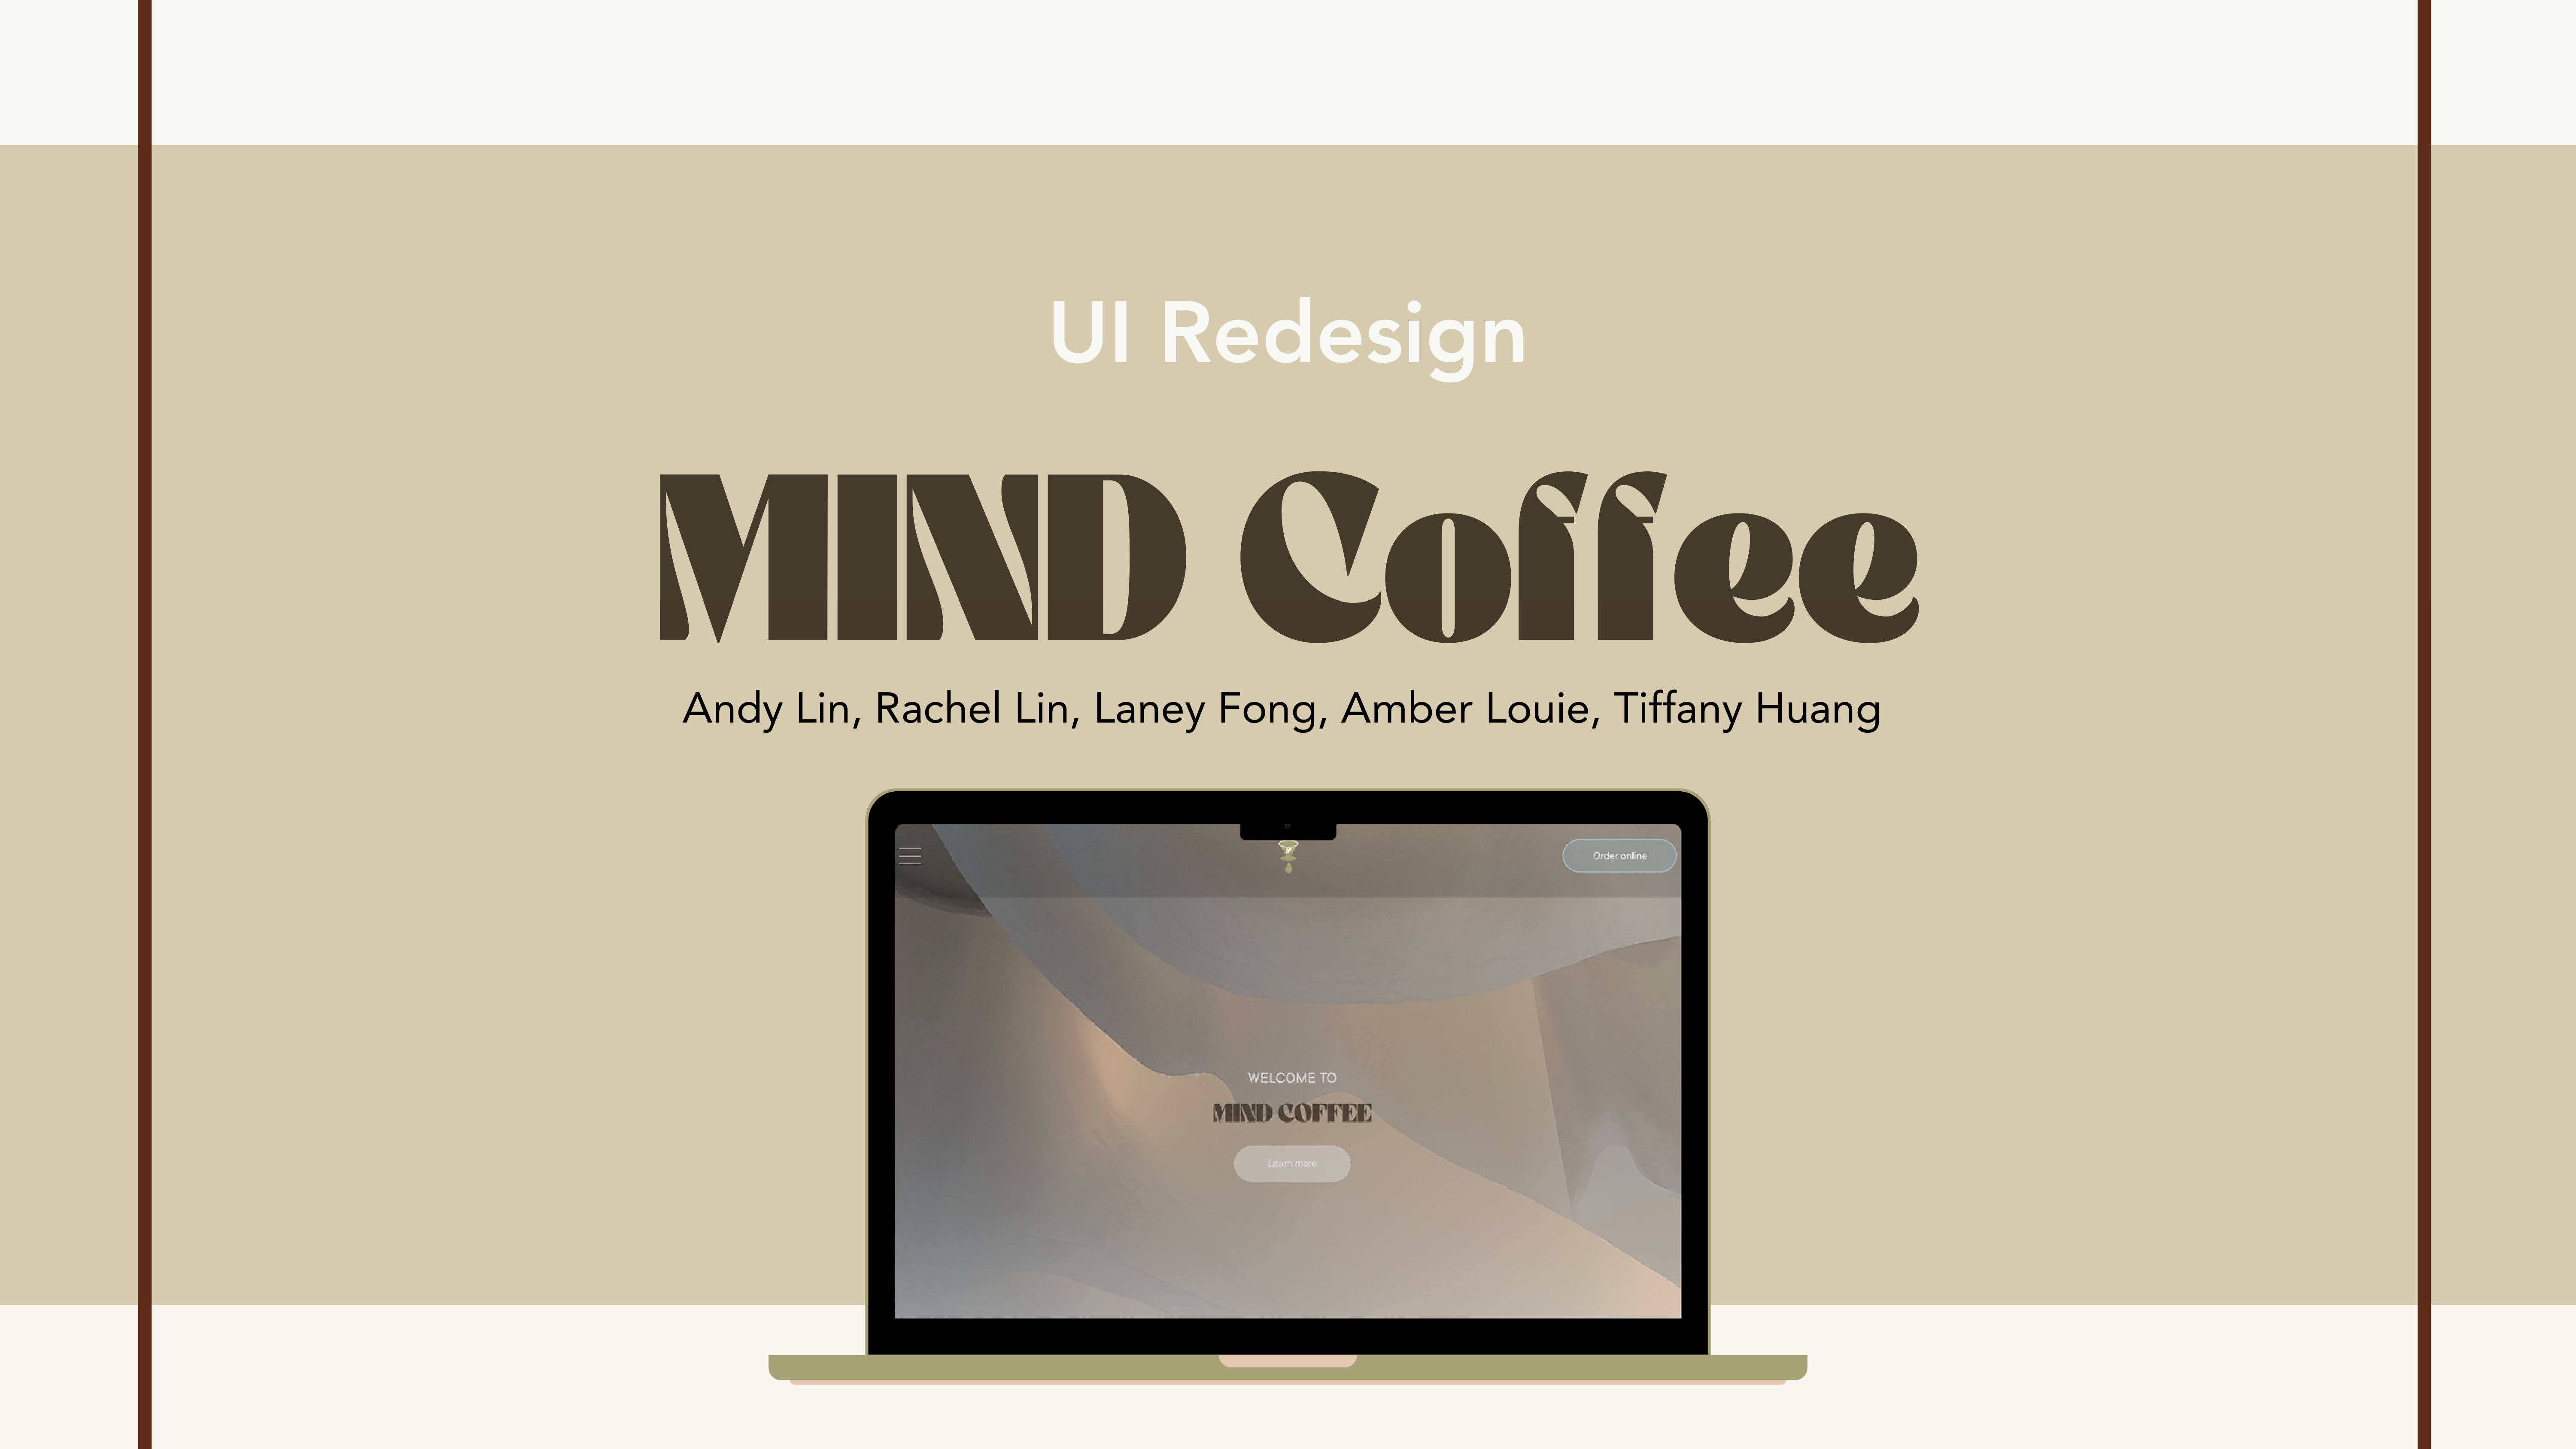 UI Redesign
MIND Coffee
Andy Lin, Rachel Lin, Laney Fong, Amber Louie, Tiffany Huang
Order online
WELCOME TO
MIND COFFEE
Learn more